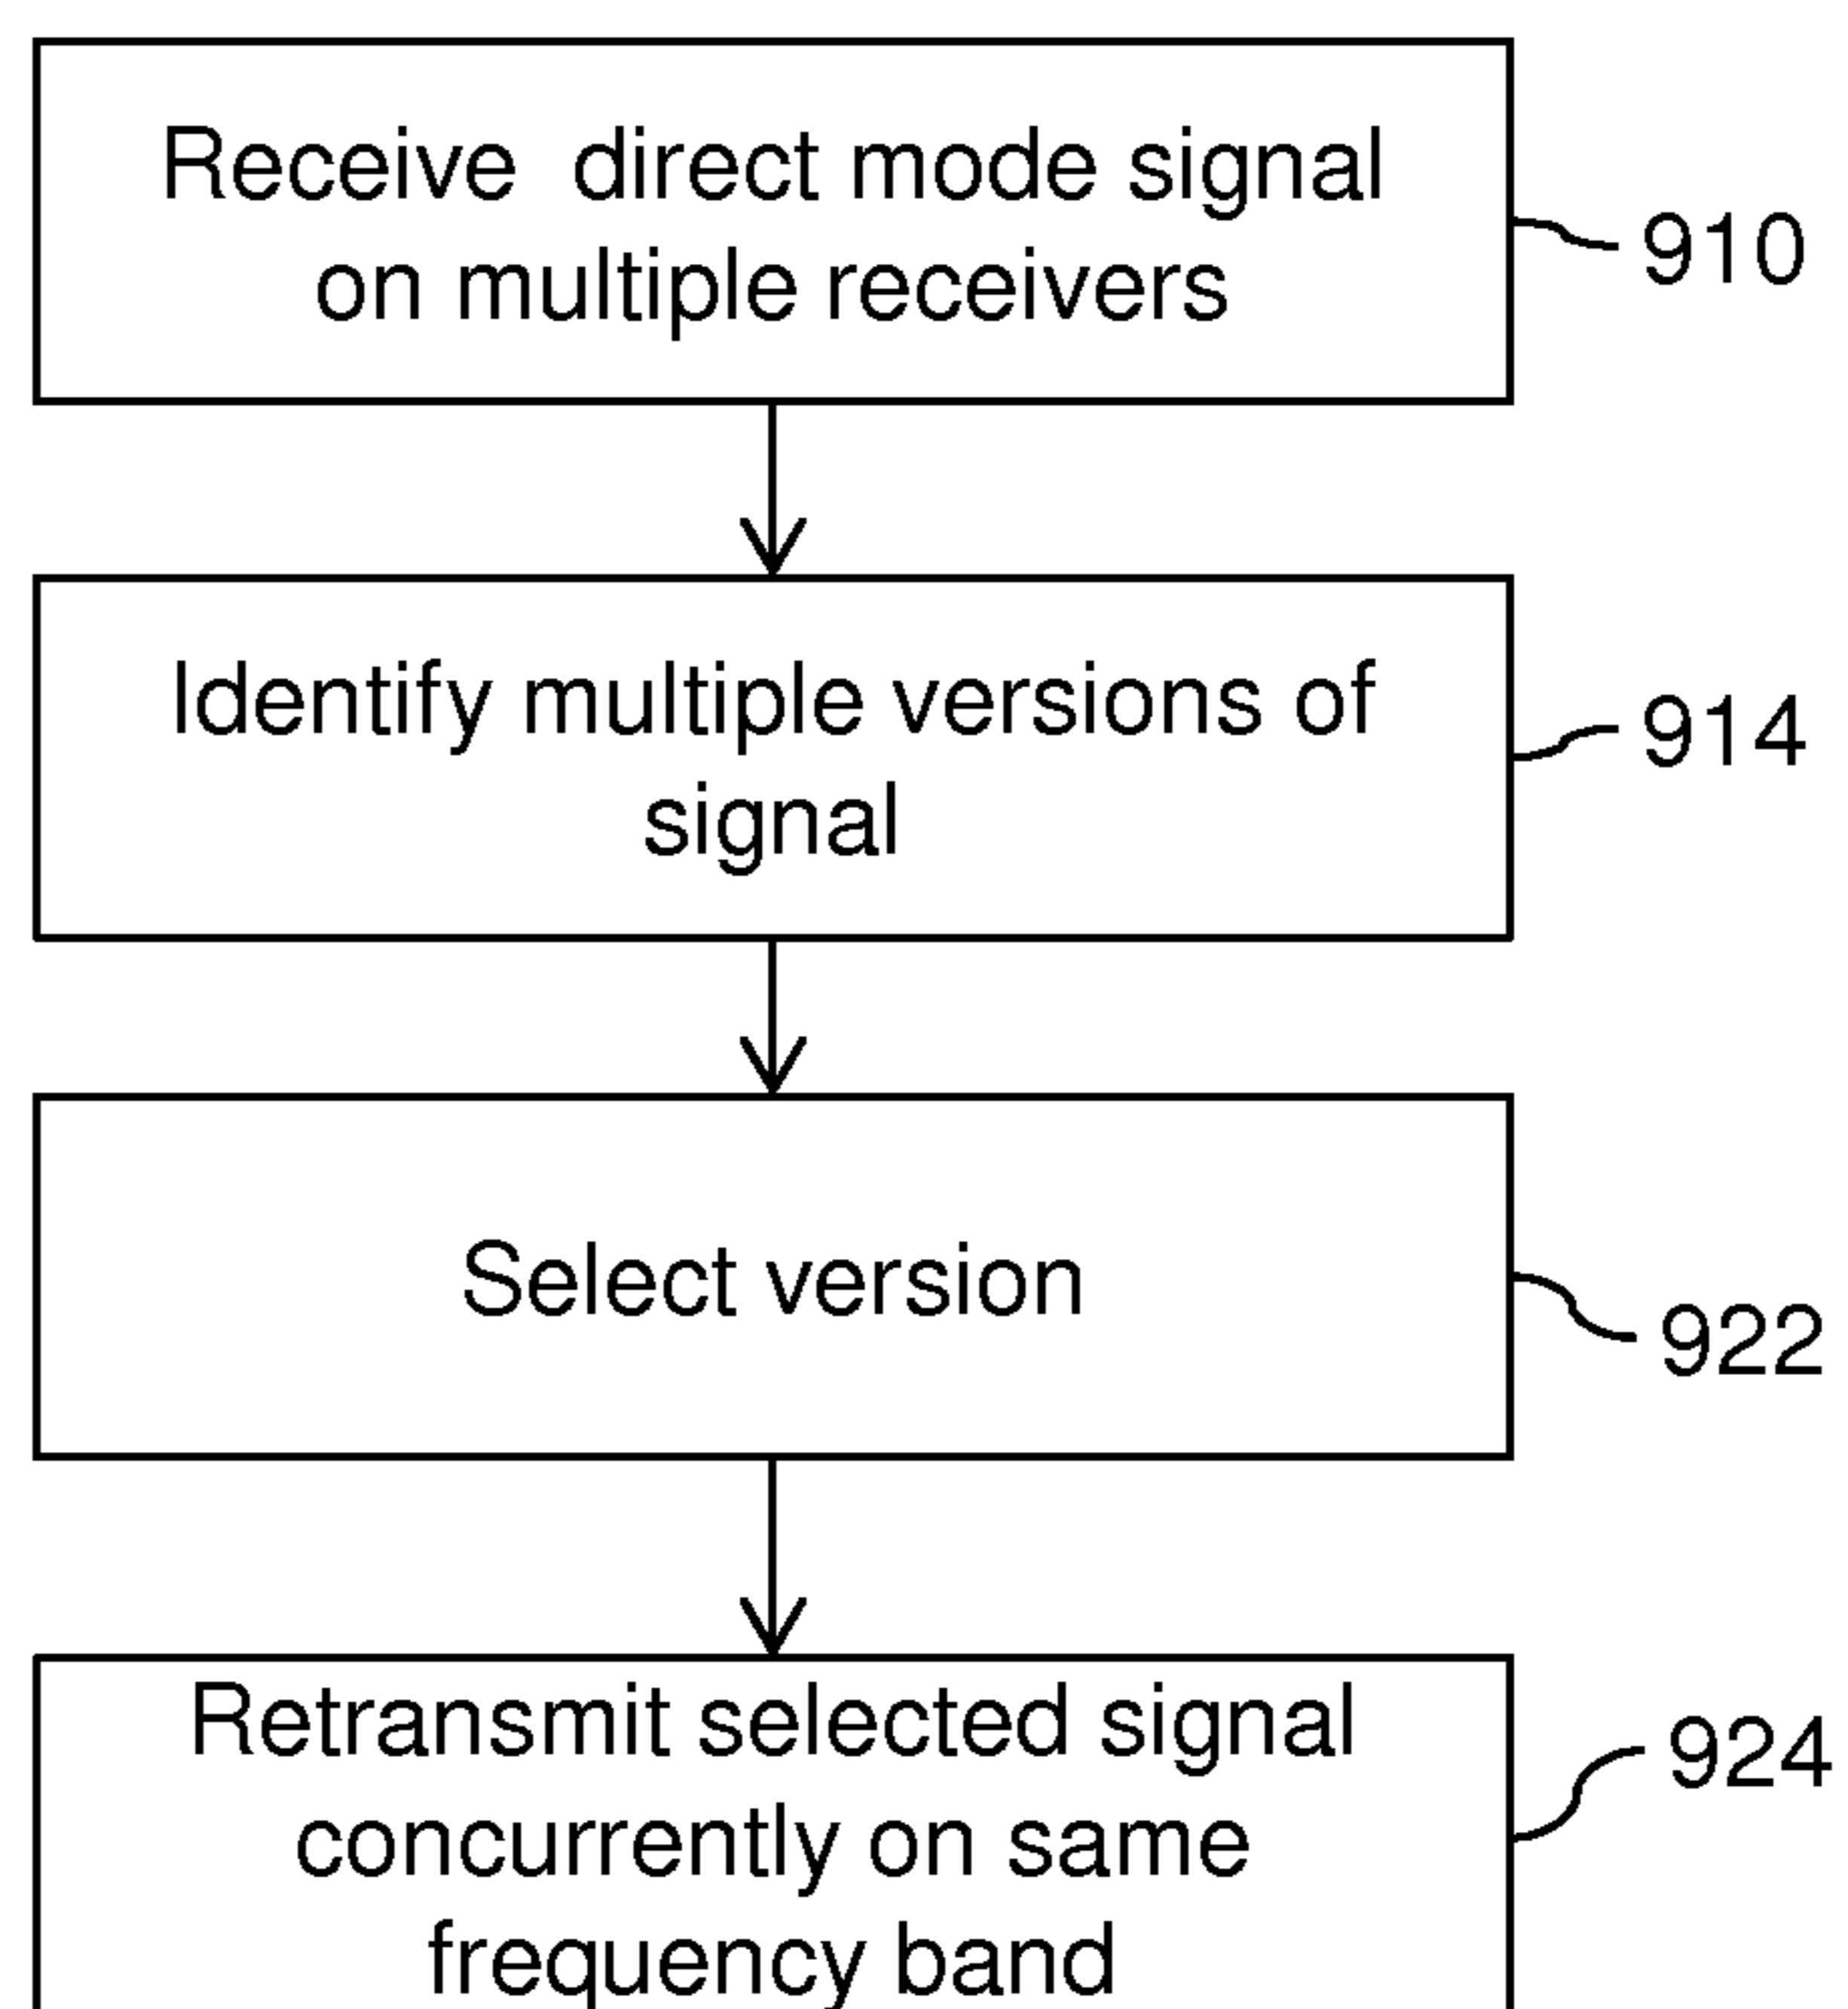 Receive direct mode signal
on multiple receivers
910
Identify multiple versions of
signal
914
Select version
922
Retransmit selected signal
concurrently on same
frequency band
924